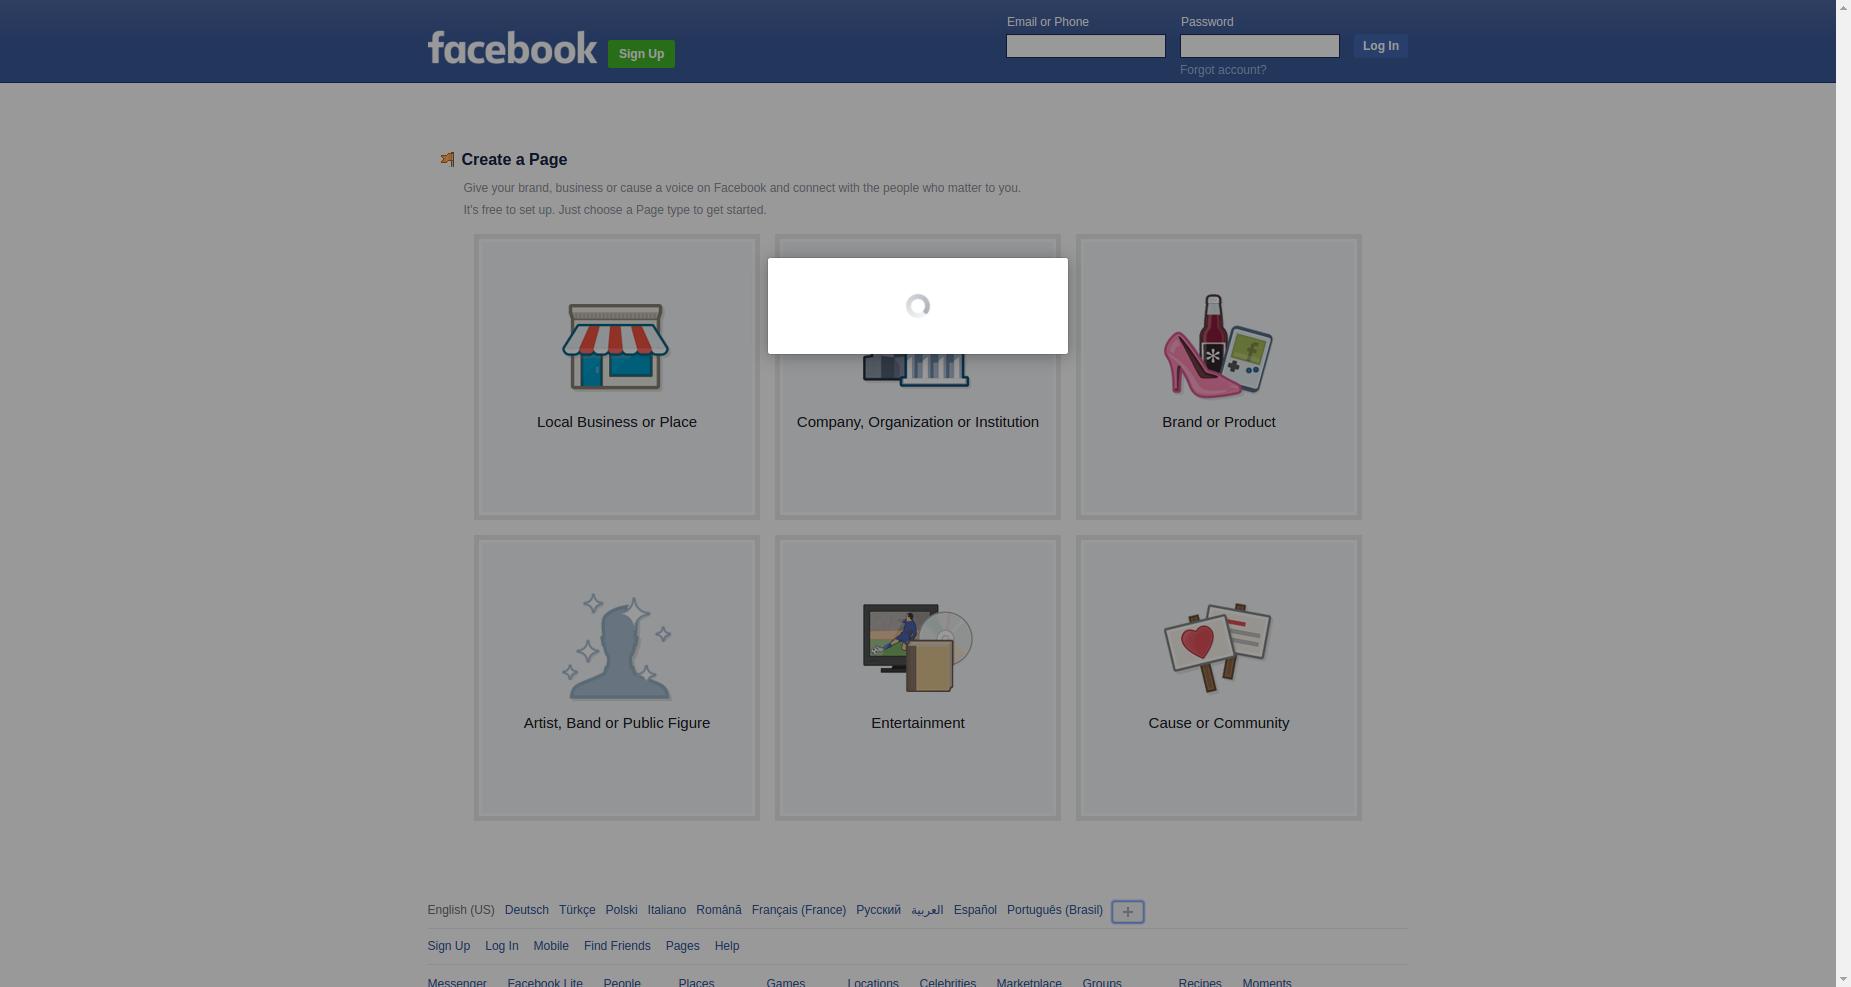 Email or Phone Password
facebook Sign Up Log In
Forgot account?
Create a Page
Give your brand, business or cause a voice on Facebook and connect with the people who matter to you.
It's free to set up. Just choose a Page type to get started.
Local Business or Place Company, Organization or Institution Brand or Product
Artist, Band or Public Figure Entertainment Cause or Community
English (US) Deutsch Türkçe Polski Italiano Română Français (France) Русский العربية Español Português (Brasil) +
Sign Up Log In Mobile Find Friends Pages Help
Messenger Facebook Lite People Places Games Locations Celebrities Marketplace Groups Recipes Moments